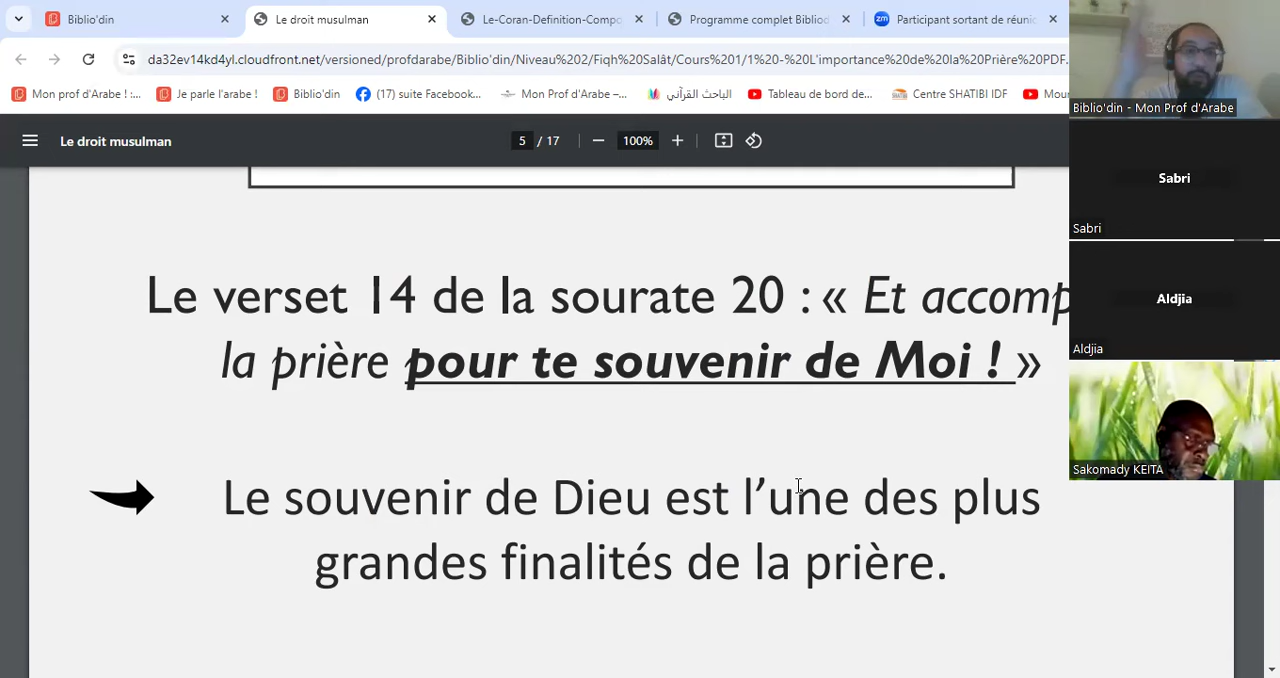 Biblio'din
Le droit musulman
Le-Coran-Definition-Compo
Programme complet Bibliod
Participant sortant de réunio
da32ev14kd4yl.cloudfront.net/versioned/profdarabe/Biblio'din/Niveau%202/Fiqh%20Salât/Cours%201/1%20-%20L'importance%20de%20la%20Prière%20PDF.
Mon prof d'Arabe ! :...
Je parle l'arabe !
Biblio'din
(17) suite Facebook...
Mon Prof d'Arabe –...
الباحث القرآني
Tableau de bord de...
Centre SHATIBI IDF
Mour
Le droit musulman
5 / 17
100%
Le verset 14 de la sourate 20 : « Et accomp
la prière pour te souvenir de Moi ! »
Le souvenir de Dieu est l’une des plus
grandes finalités de la prière.
Biblio'din - Mon Prof d'Arabe
Sabri
Sabri
Aldjia
Aldjia
Sakomady KEITA